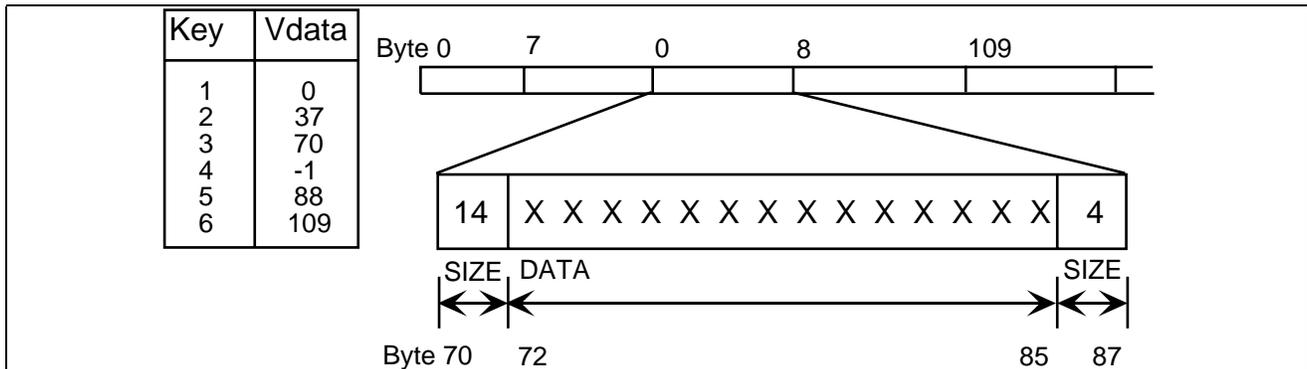 Key Vdata
1 0
2 37
3 70
4 -1
5 88
6 109
Byte 0 7 0 8 109
14 X X X X X X X X X X X X X X 4
SIZE DATA SIZE
Byte 70 72 85 87